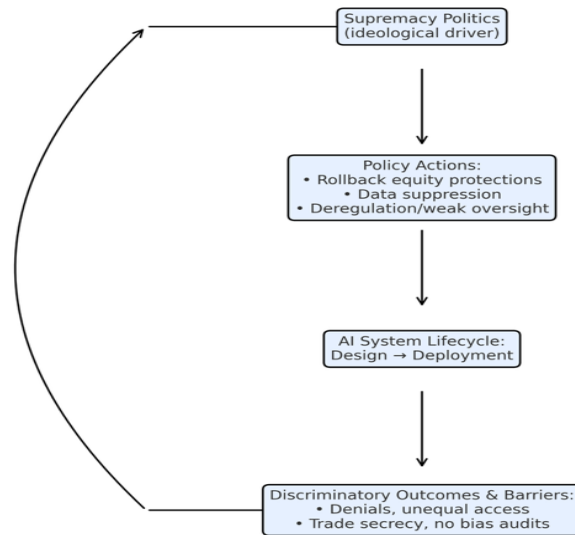 Supremacy Politics
(ideological driver)
Policy Actions:
• Rollback equity protections
• Data suppression
• Deregulation/weak oversight
AI System Lifecycle:
Design → Deployment
Discriminatory Outcomes & Barriers:
• Denials, unequal access
• Trade secrecy, no bias audits